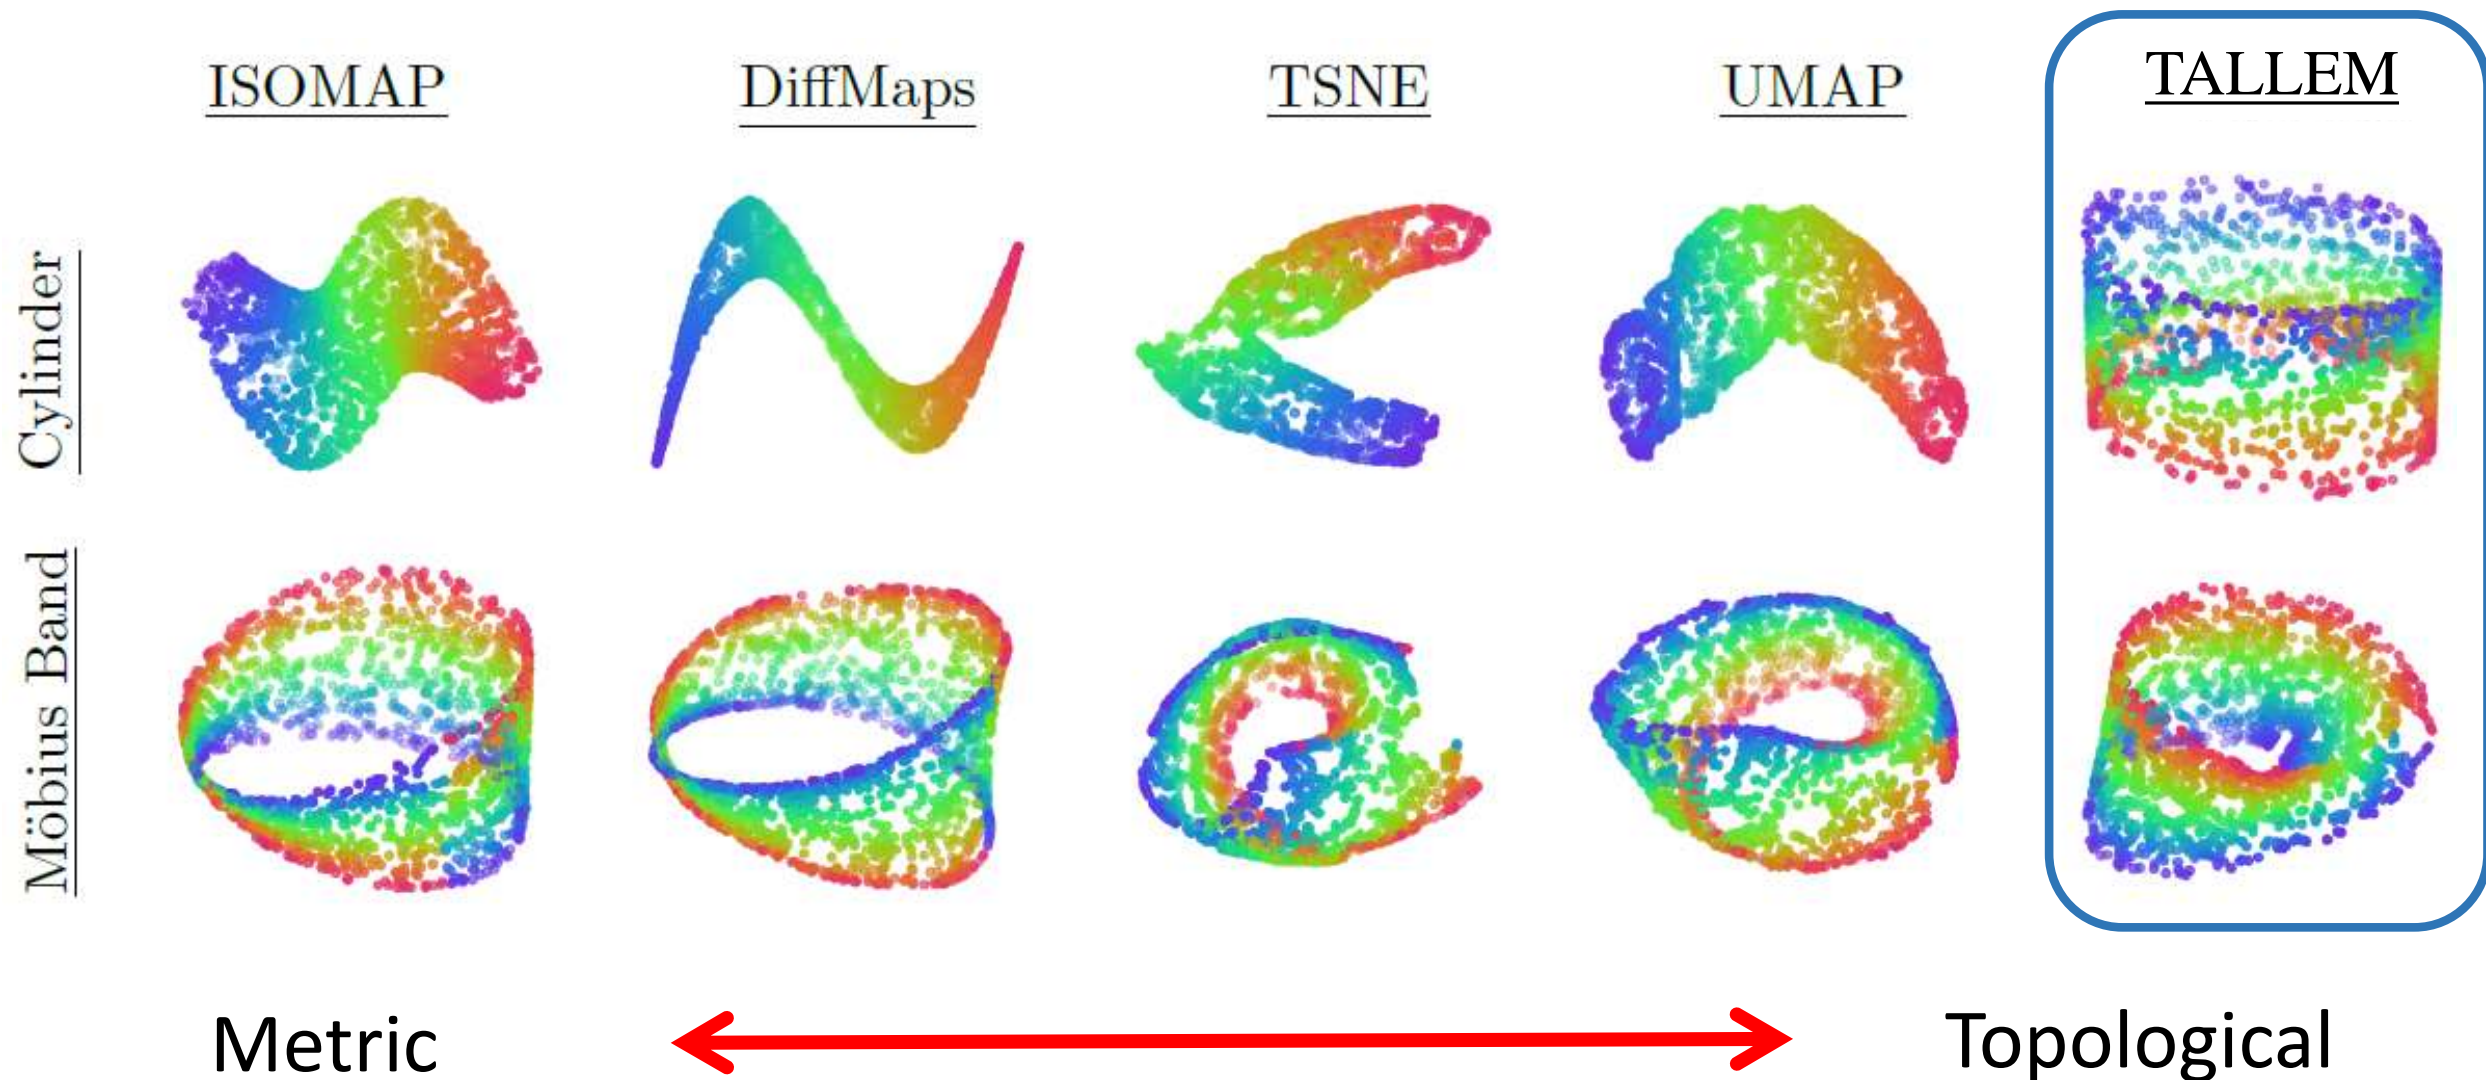 ISOMAP
DiffMaps
TSNE
UMAP
TALLEM
Cylinder
Möbius Band
Metric
Topological